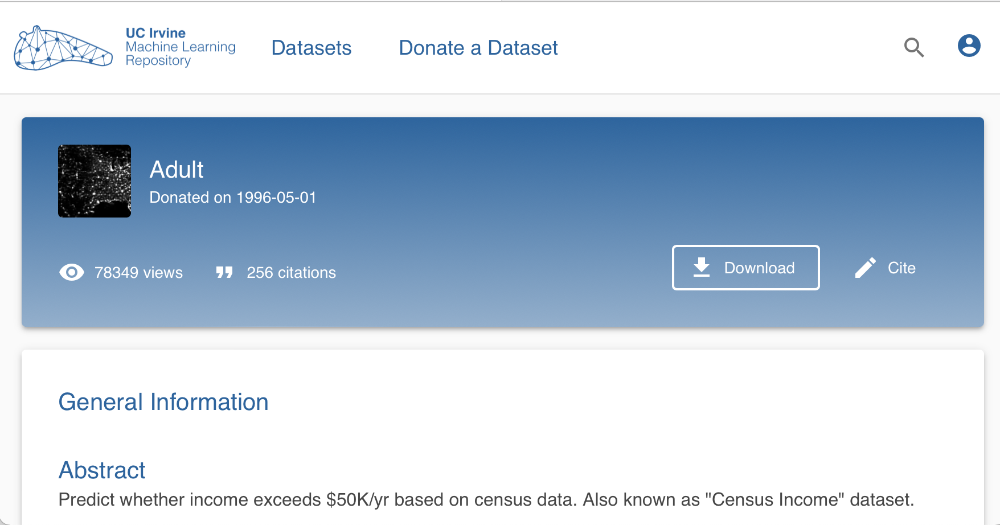 UC Irvine
Machine Learning
Repository
Datasets
Donate a Dataset
Adult
Donated on 1996-05-01
78349 views
256 citations
Download
Cite
General Information
Abstract
Predict whether income exceeds $50K/yr based on census data. Also known as "Census Income" dataset.